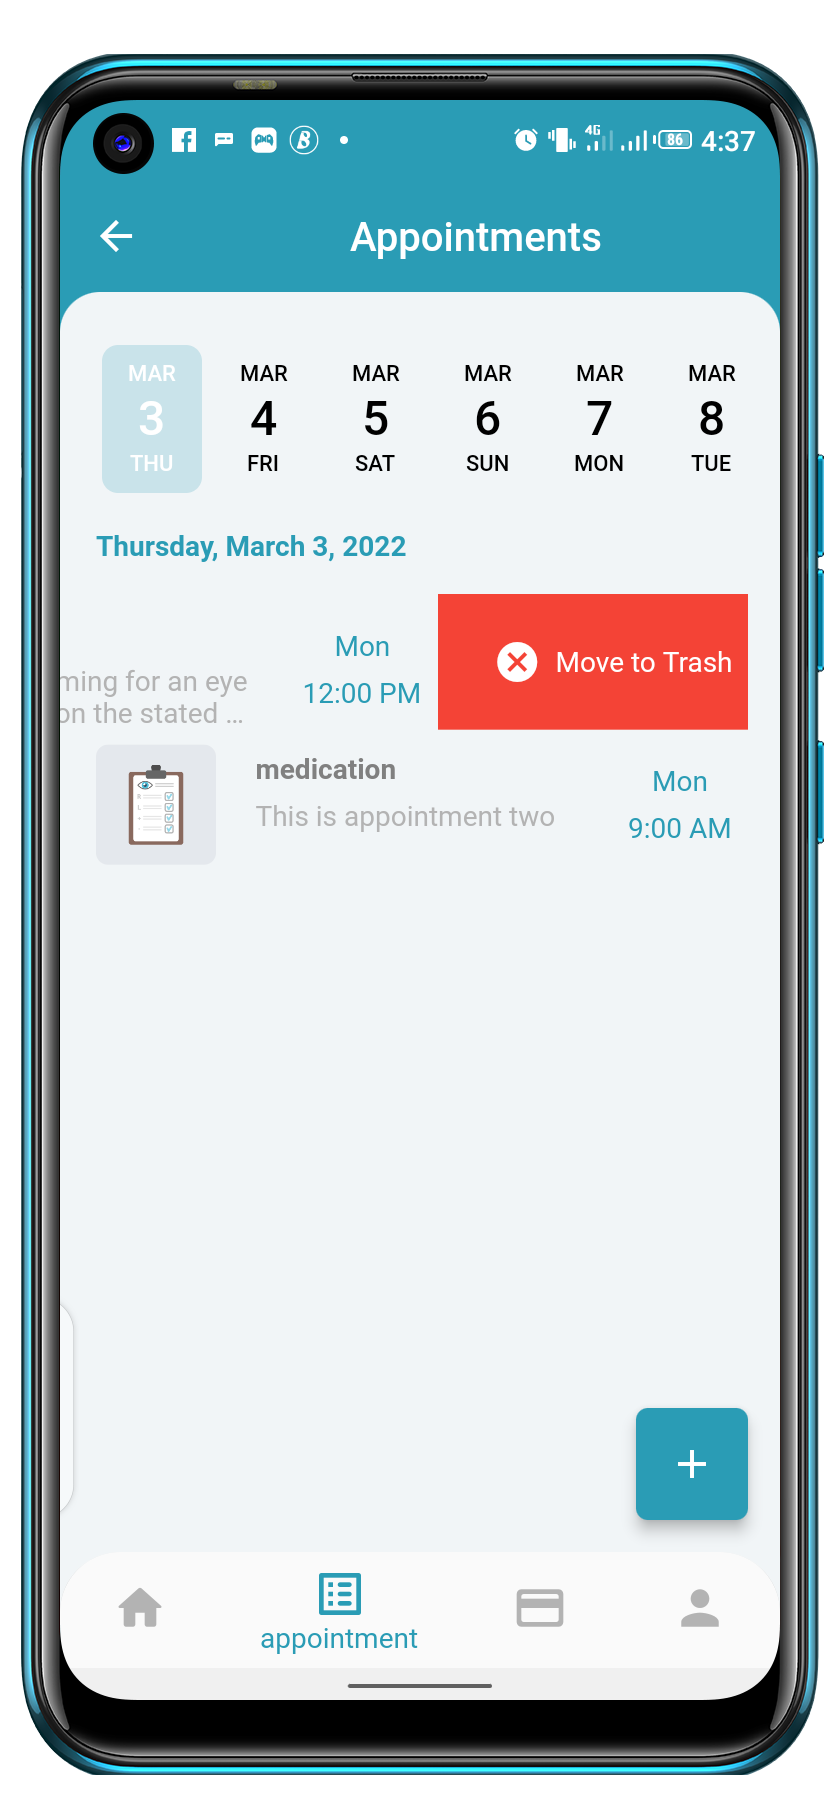 4G 86 4:37
Appointments
MAR MAR MAR MAR MAR MAR
3 4 5 6 7 8
THU FRI SAT SUN MON TUE
Thursday, March 3, 2022
ming for an eye
on the stated ...
Mon
12:00 PM
Move to Trash
medication
This is appointment two
Mon
9:00 AM
appointment